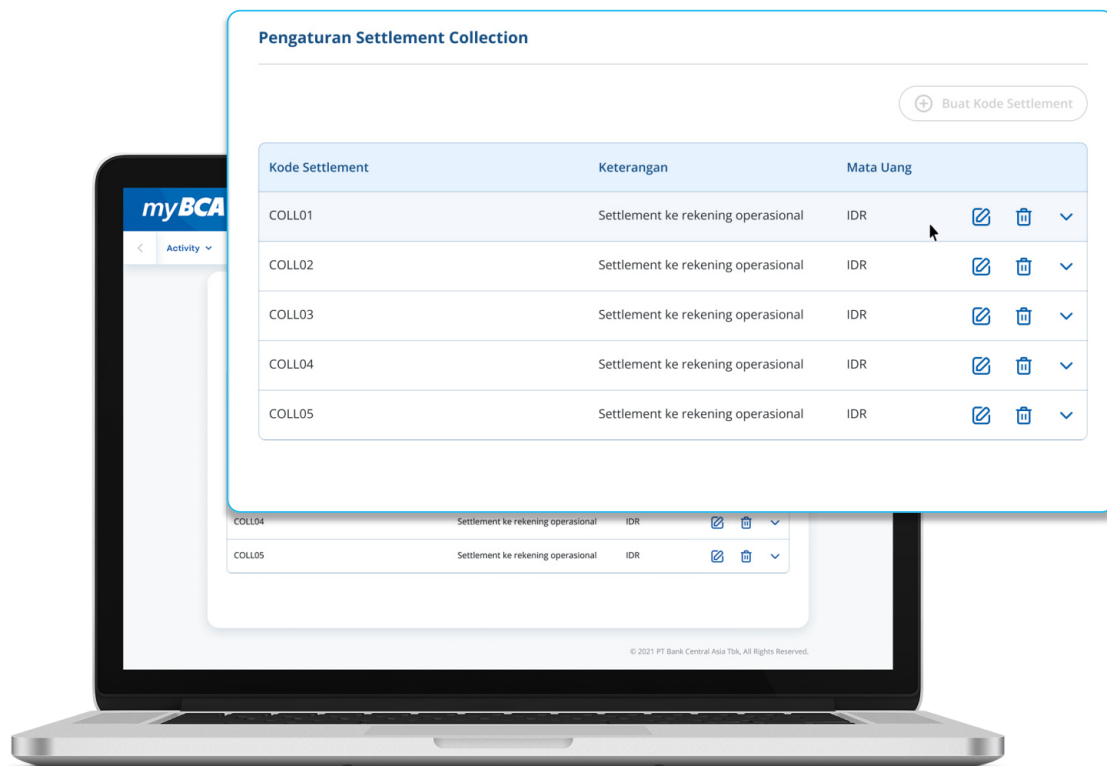 Pengaturan Settlement Collection
Buat Kode Settlement
Kode Settlement Keterangan Mata Uang
COLL01 Settlement ke rekening operasional IDR
COLL02 Settlement ke rekening operasional IDR
COLL03 Settlement ke rekening operasional IDR
COLL04 Settlement ke rekening operasional IDR
COLL05 Settlement ke rekening operasional IDR
myBCA
Activity
COLL04 Settlement ke rekening operasional IDR
COLL05 Settlement ke rekening operasional IDR
© 2021 PT Bank Central Asia Tbk, All Rights Reserved.